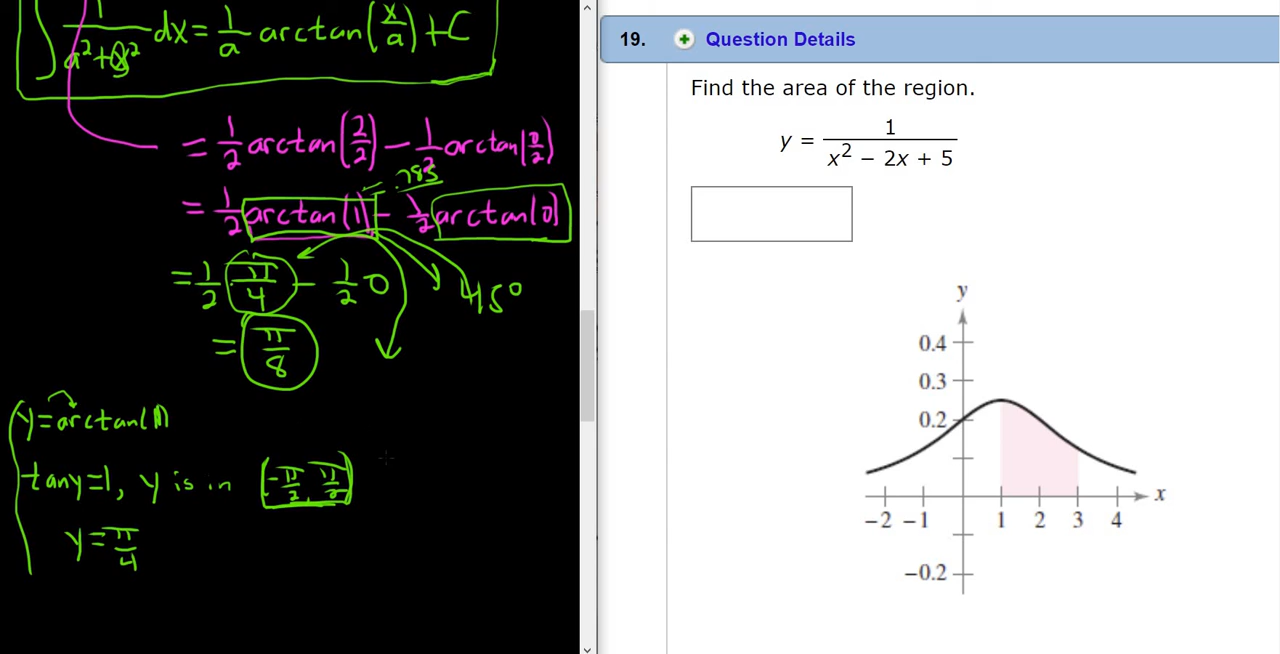 ∫ 1/(a²+x²) dx = 1/a arctan(x/a) + C
= 1/2 arctan(2/2) − 1/2 arctan(0/2)
.785
= 1/2 arctan(1) − 1/2 arctan(0)
= 1/2 π/4 − 1/2 0
45°
= π/8
y = arctan(1)
tan y = 1, y is in (−π/2, π/2)
y = π/4
19. Question Details
Find the area of the region.
y = 1/(x² − 2x + 5)
y
0.4
0.3
0.2
x
−2 −1 1 2 3 4
−0.2